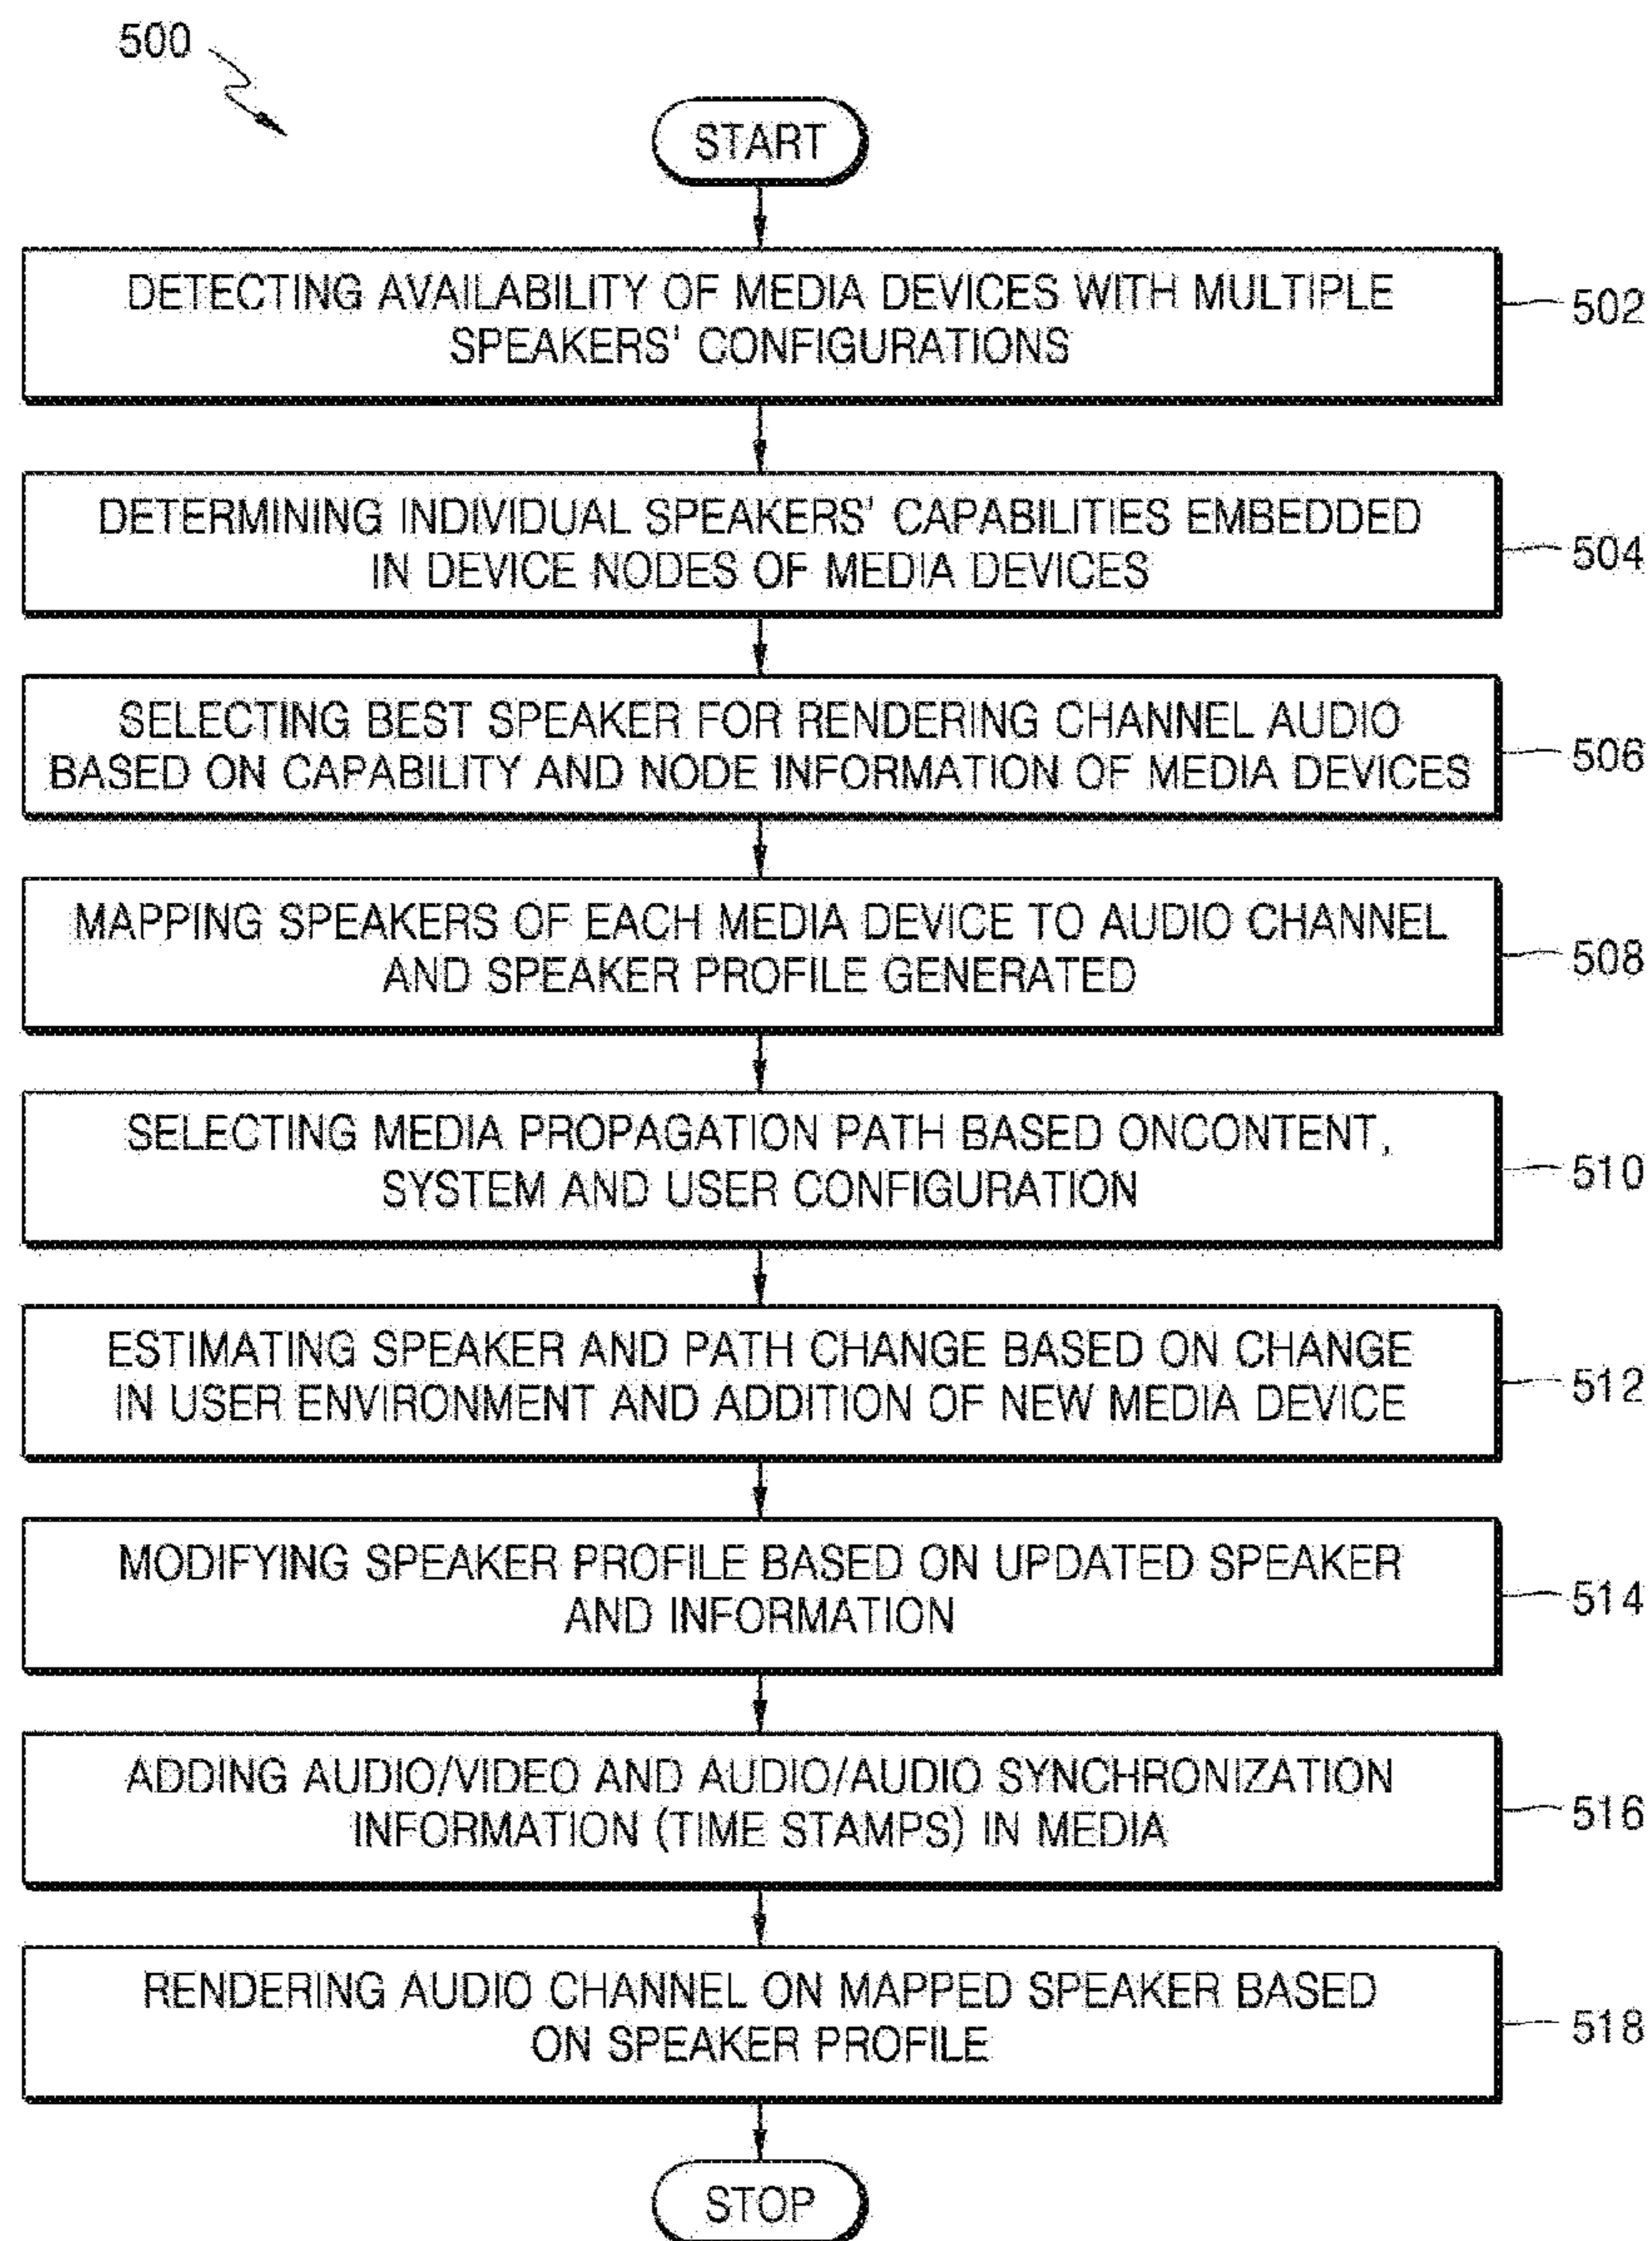 500
START
DETECTING AVAILABILITY OF MEDIA DEVICES WITH MULTIPLE
SPEAKERS' CONFIGURATIONS
502
DETERMINING INDIVIDUAL SPEAKERS' CAPABILITIES EMBEDDED
IN DEVICE NODES OF MEDIA DEVICES
504
SELECTING BEST SPEAKER FOR RENDERING CHANNEL AUDIO
BASED ON CAPABILITY AND NODE INFORMATION OF MEDIA DEVICES
506
MAPPING SPEAKERS OF EACH MEDIA DEVICE TO AUDIO CHANNEL
AND SPEAKER PROFILE GENERATED
508
SELECTING MEDIA PROPAGATION PATH BASED ONCONTENT,
SYSTEM AND USER CONFIGURATION
510
ESTIMATING SPEAKER AND PATH CHANGE BASED ON CHANGE
IN USER ENVIRONMENT AND ADDITION OF NEW MEDIA DEVICE
512
MODIFYING SPEAKER PROFILE BASED ON UPDATED SPEAKER
AND INFORMATION
514
ADDING AUDIO/VIDEO AND AUDIO/AUDIO SYNCHRONIZATION
INFORMATION (TIME STAMPS) IN MEDIA
516
RENDERING AUDIO CHANNEL ON MAPPED SPEAKER BASED
ON SPEAKER PROFILE
518
STOP